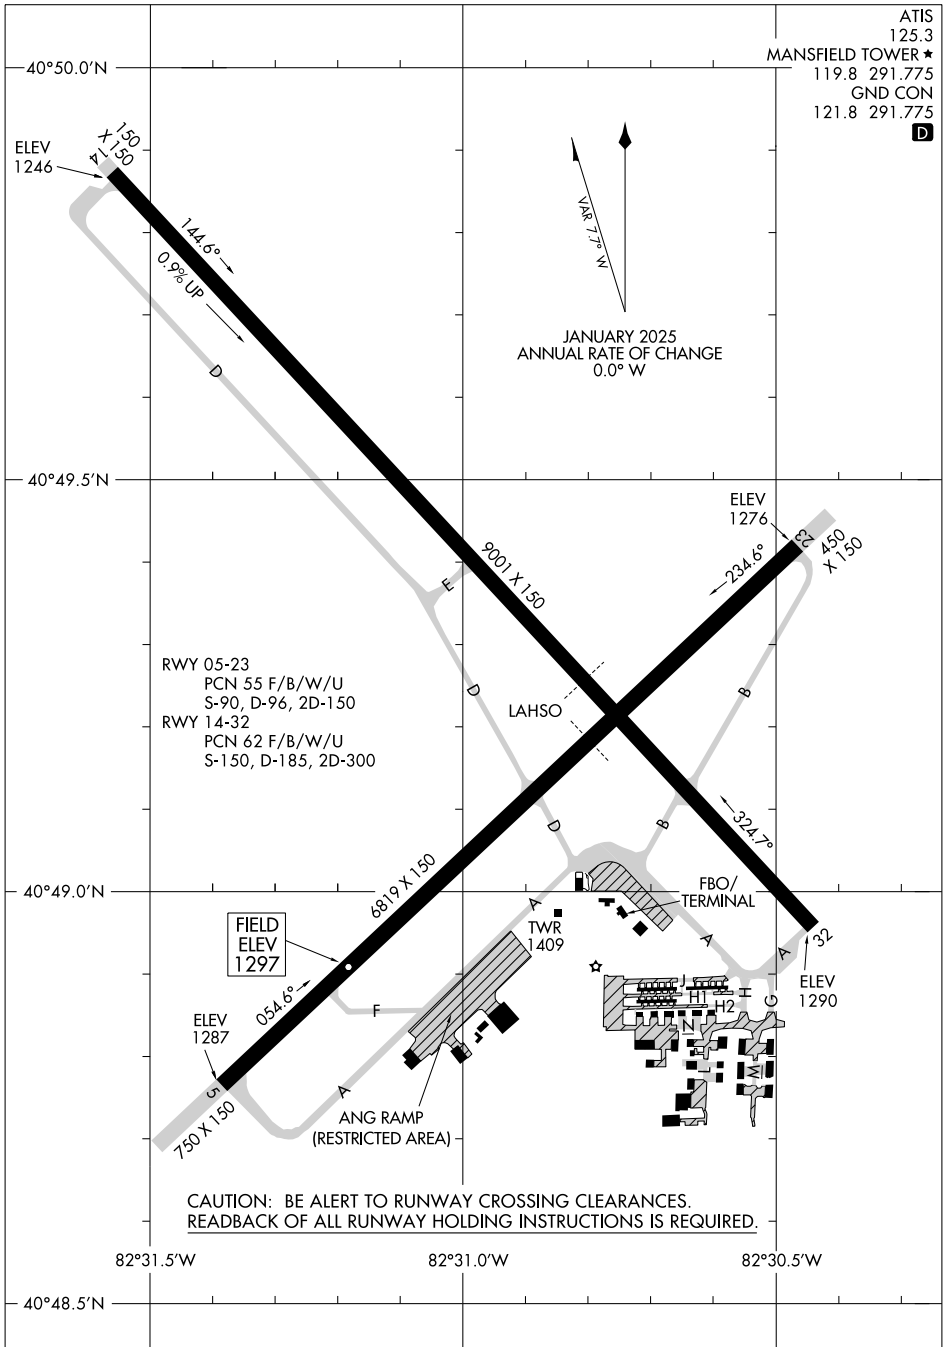 ATIS
125.3
MANSFIELD TOWER ★
119.8 291.775
GND CON
121.8 291.775
D
40°50.0'N
150
X 150
14
ELEV
1246
144.6°
0.9% UP
VAR 7.7° W
JANUARY 2025
ANNUAL RATE OF CHANGE
0.0° W
D
40°49.5'N
ELEV
1276
23
450
X 150
234.6°
9001 X 150
E
RWY 05-23
PCN 55 F/B/W/U
S-90, D-96, 2D-150
RWY 14-32
PCN 62 F/B/W/U
S-150, D-185, 2D-300
D
B
LAHSO
D
B
324.7°
6819 X 150
40°49.0'N
FBO/
TERMINAL
A
TWR
1409
A
A
32
FIELD
ELEV
1297
ELEV
1290
054.6°
J
H
H1
H2
G
F
N
ELEV
1287
L
M
5
A
750 X 150
ANG RAMP
(RESTRICTED AREA)
CAUTION: BE ALERT TO RUNWAY CROSSING CLEARANCES.
READBACK OF ALL RUNWAY HOLDING INSTRUCTIONS IS REQUIRED.
82°31.5'W
82°31.0'W
82°30.5'W
40°48.5'N